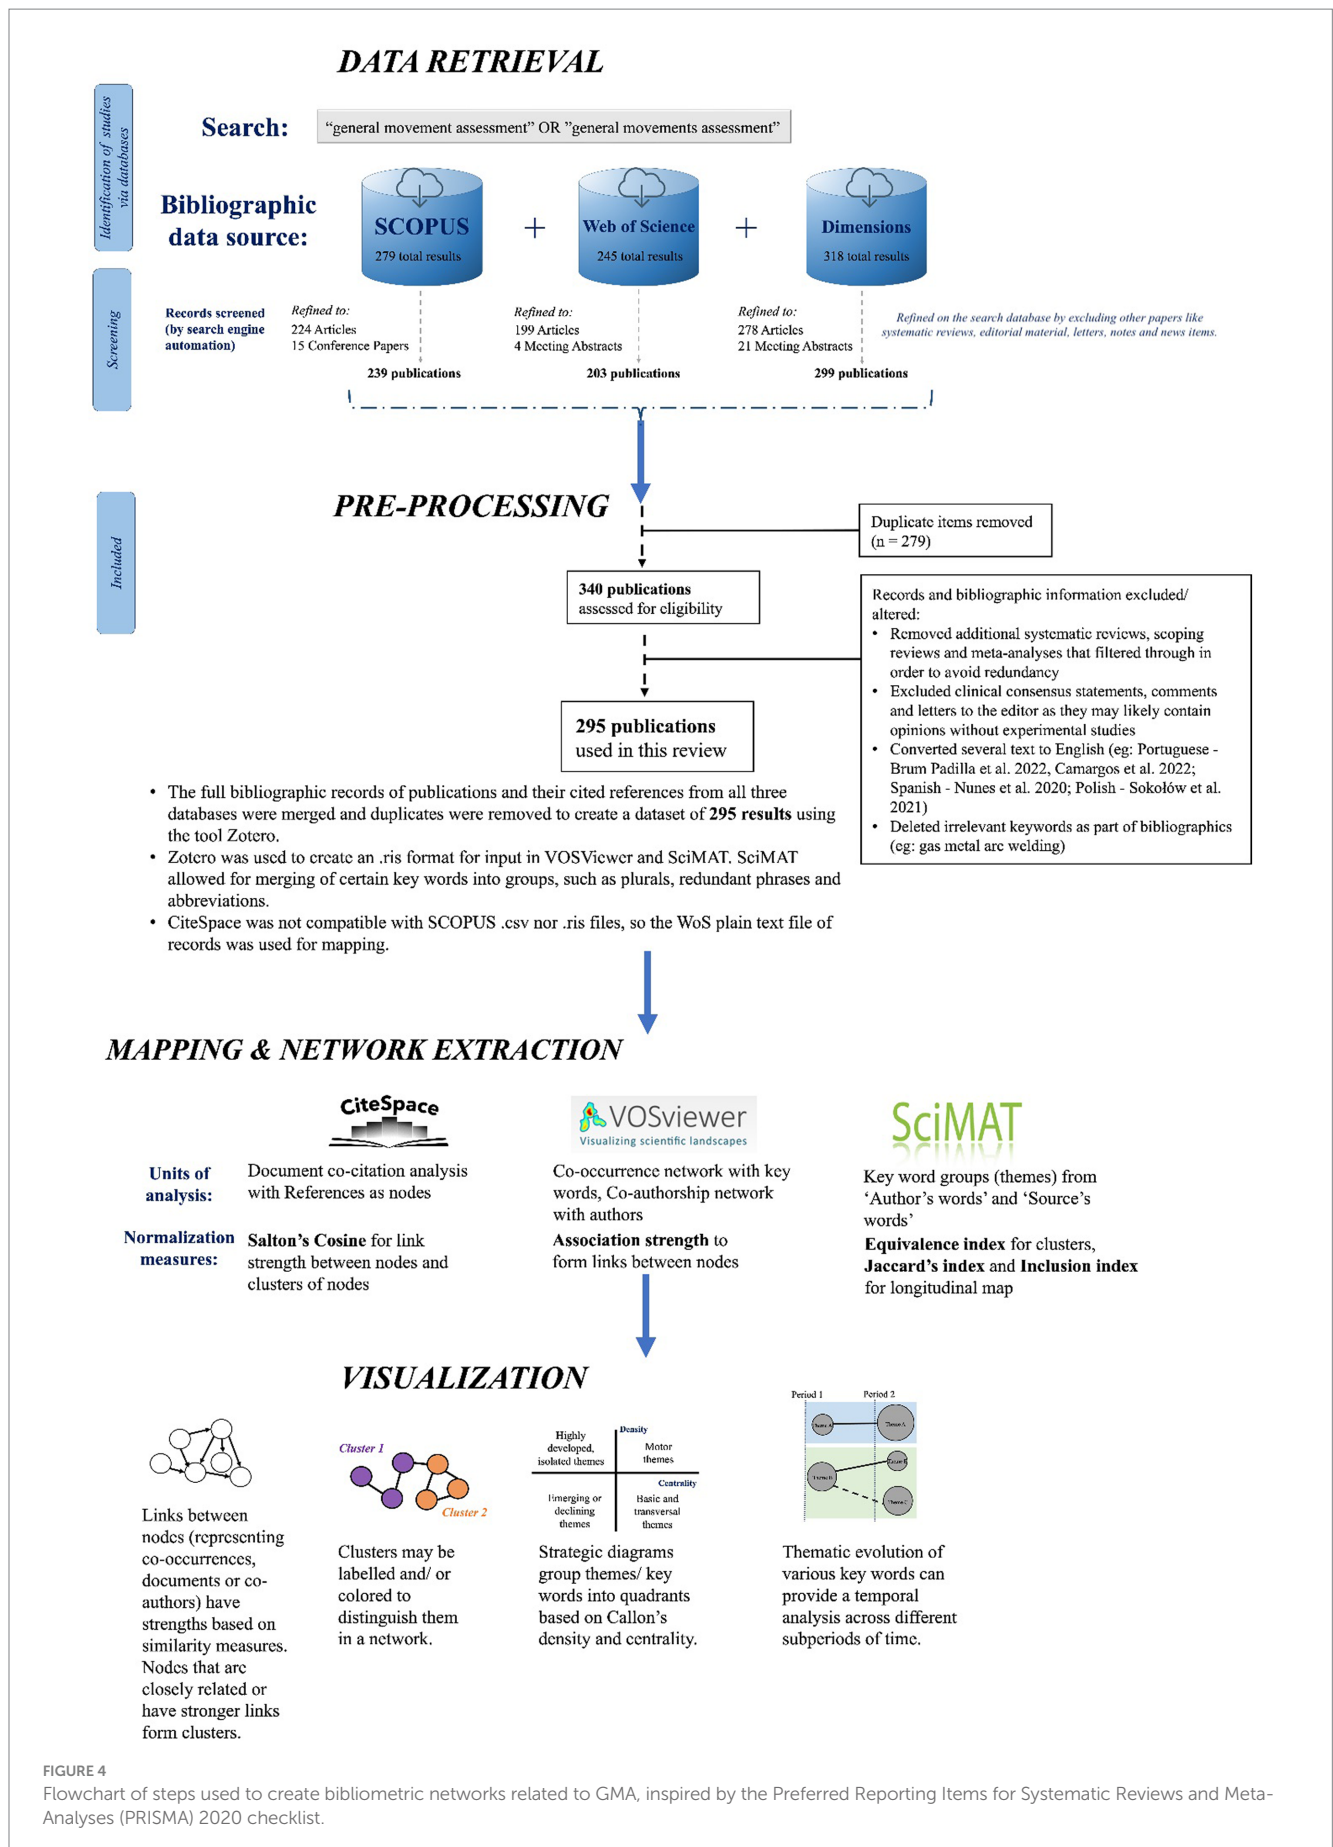 DATA RETRIEVAL
Identification of studies
via databases
Search:
“general movement assessment” OR ”general movements assessment”
Bibliographic
data source:
SCOPUS
279 total results
+
Web of Science
245 total results
+
Dimensions
318 total results
Screening
Records screened
(by search engine
automation)
Refined to:
224 Articles
15 Conference Papers
239 publications
Refined to:
199 Articles
4 Meeting Abstracts
203 publications
Refined to:
278 Articles
21 Meeting Abstracts
299 publications
Refined on the search database by excluding other papers like
systematic reviews, editorial material, letters, notes and news items.
Included
PRE-PROCESSING
Duplicate items removed
(n = 279)
340 publications
assessed for eligibility
Records and bibliographic information excluded/
altered:
• Removed additional systematic reviews, scoping
reviews and meta-analyses that filtered through in
order to avoid redundancy
• Excluded clinical consensus statements, comments
and letters to the editor as they may likely contain
opinions without experimental studies
• Converted several text to English (eg: Portuguese -
Brum Padilla et al. 2022, Camargos et al. 2022;
Spanish - Nunes et al. 2020; Polish - Sokołów et al.
2021)
• Deleted irrelevant keywords as part of bibliographics
(eg: gas metal arc welding)
295 publications
used in this review
• The full bibliographic records of publications and their cited references from all three
databases were merged and duplicates were removed to create a dataset of 295 results using
the tool Zotero.
• Zotero was used to create an .ris format for input in VOSViewer and SciMAT. SciMAT
allowed for merging of certain key words into groups, such as plurals, redundant phrases and
abbreviations.
• CiteSpace was not compatible with SCOPUS .csv nor .ris files, so the WoS plain text file of
records was used for mapping.
MAPPING & NETWORK EXTRACTION
CiteSpace
VOSviewer
Visualizing scientific landscapes
SciMAT
Units of
analysis:
Document co-citation analysis
with References as nodes
Co-occurrence network with key
words, Co-authorship network
with authors
Key word groups (themes) from
‘Author’s words’ and ‘Source’s
words’
Normalization
measures:
Salton’s Cosine for link
strength between nodes and
clusters of nodes
Association strength to
form links between nodes
Equivalence index for clusters,
Jaccard’s index and Inclusion index
for longitudinal map
VISUALIZATION
Cluster 1
Cluster 2
Density
Highly
developed,
isolated themes
Motor
themes
Centrality
Emerging or
declining
themes
Basic and
transversal
themes
Period 1
Period 2
Theme A
Theme A
Theme B
Theme B
Theme C
Links between
nodes (representing
co-occurrences,
documents or co-
authors) have
strengths based on
similarity measures.
Nodes that are
closely related or
have stronger links
form clusters.
Clusters may be
labelled and/ or
colored to
distinguish them
in a network.
Strategic diagrams
group themes/ key
words into quadrants
based on Callon’s
density and centrality.
Thematic evolution of
various key words can
provide a temporal
analysis across different
subperiods of time.
FIGURE 4
Flowchart of steps used to create bibliometric networks related to GMA, inspired by the Preferred Reporting Items for Systematic Reviews and Meta-
Analyses (PRISMA) 2020 checklist.